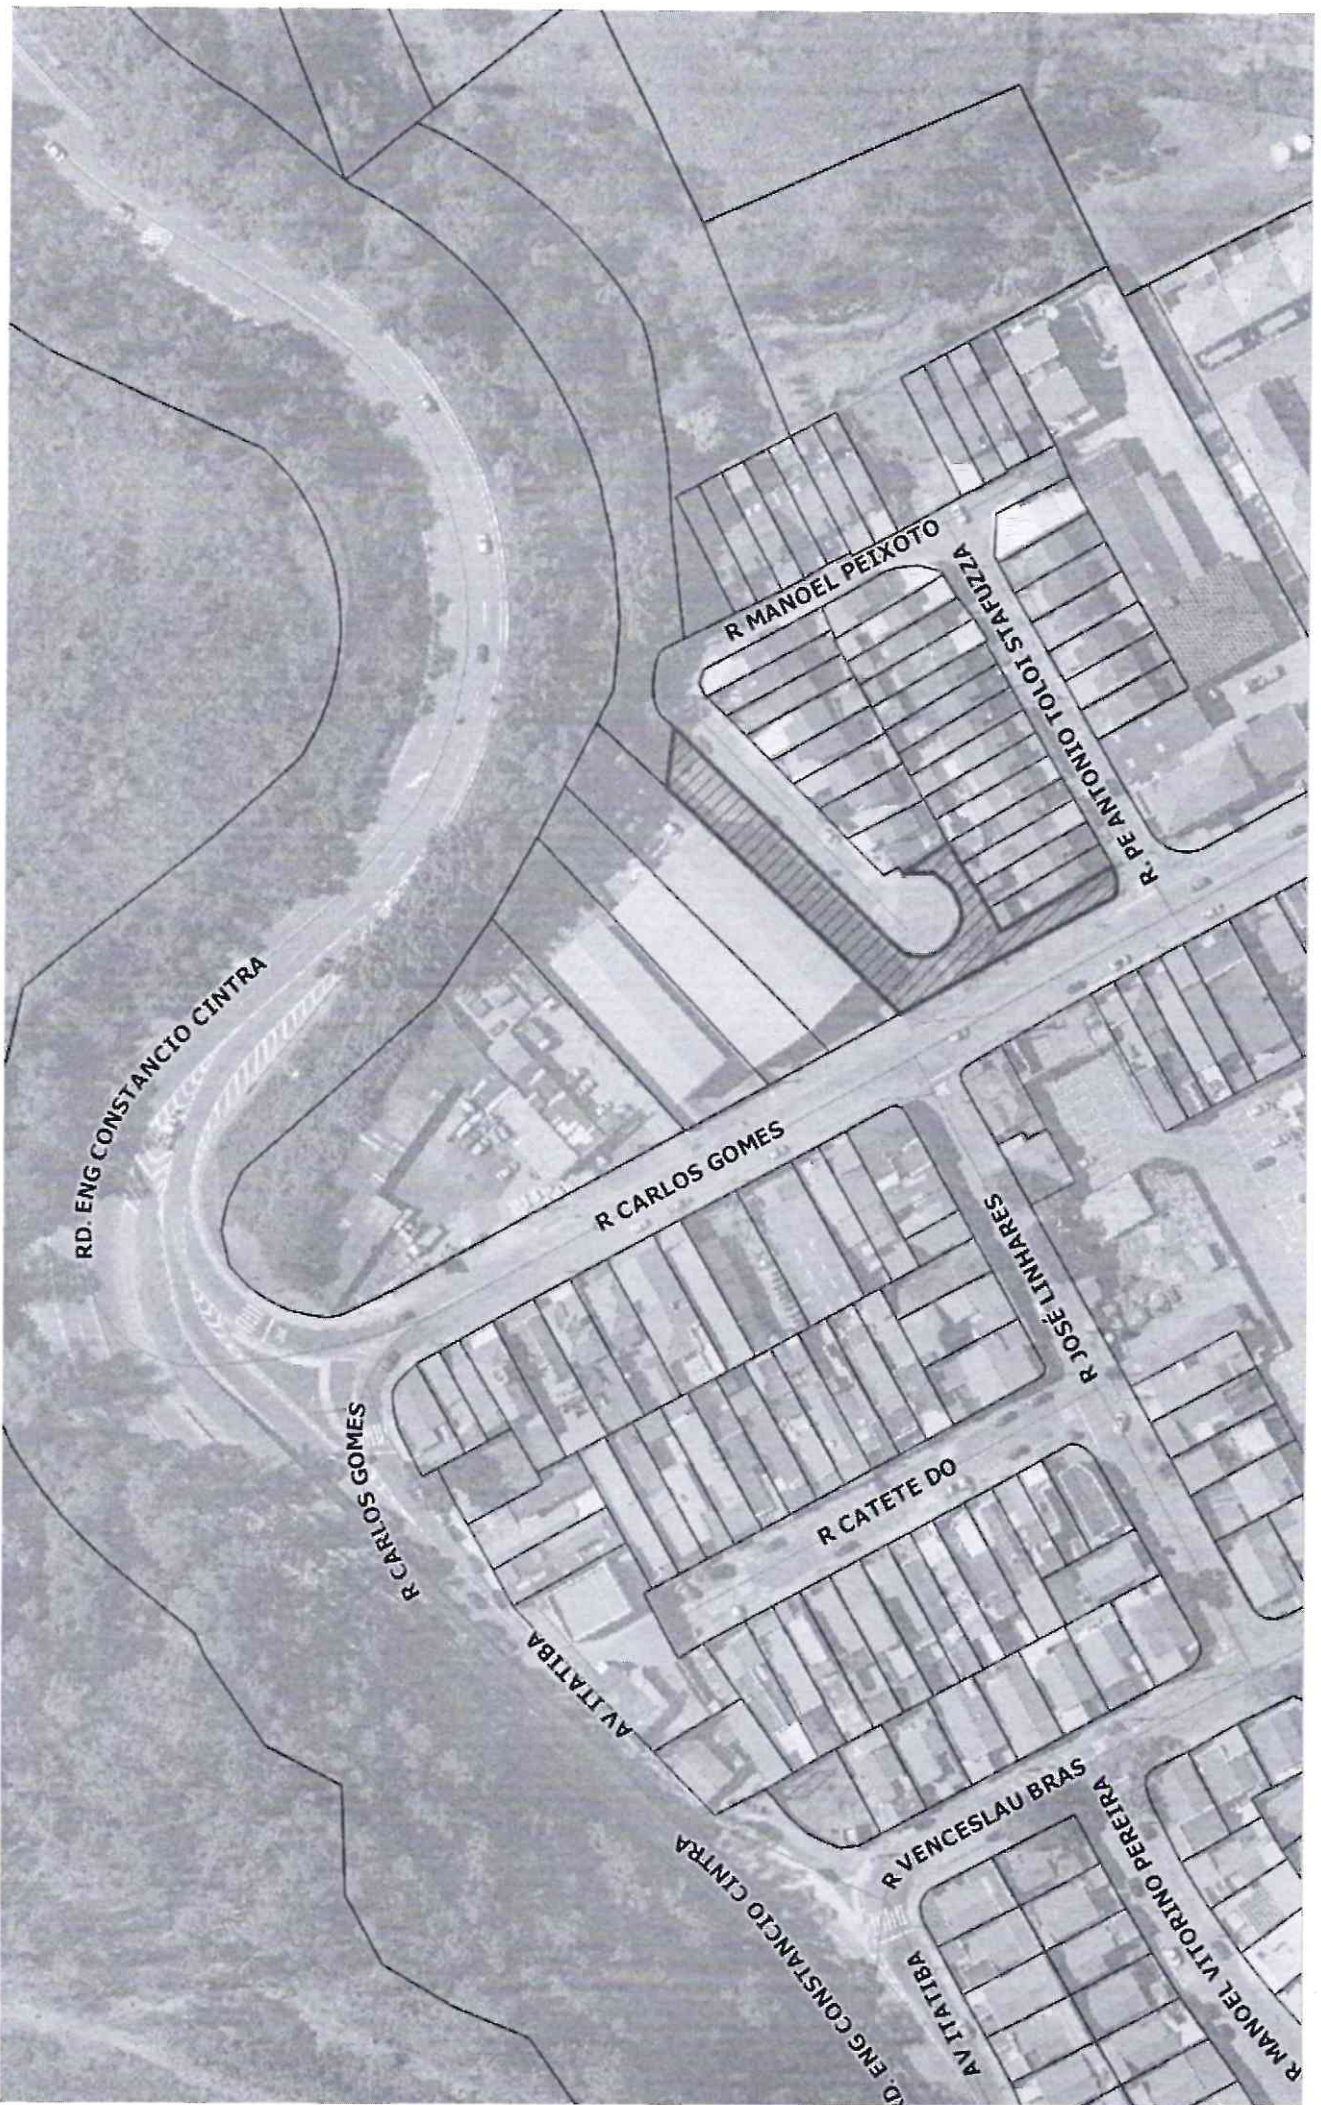 R MANOEL PEIXOTO
R. PE ANTONIO TOLOI STAFUZZA
RD. ENG CONSTANCIO CINTRA
R CARLOS GOMES
R JOSÉ LINHARES
R CARLOS GOMES
R CATETE DO
AV ITATIBA
R VENCESLAU BRAS
R MANOEL VITORINO PEREIRA
RD. ENG CONSTANCIO CINTRA
AV ITATIBA